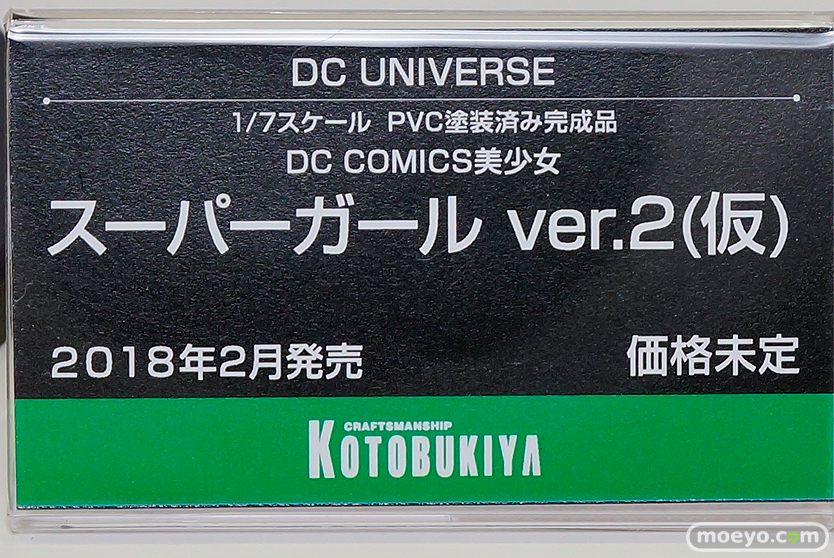 DC UNIVERSE
1/7スケール PVC塗装済み完成品
DC COMICS美少女
スーパーガール ver.2(仮)
2018年2月発売
価格未定
CRAFTSMANSHIP
KOTOBUKIYA
moeyo.com